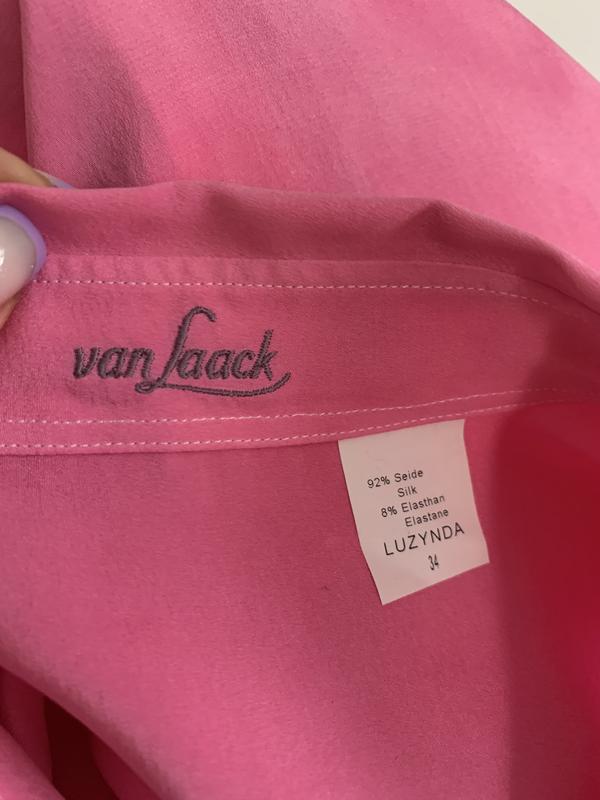 van Laack
92% Seide
Silk
8% Elasthan
Elastane
LUZYNDA
34